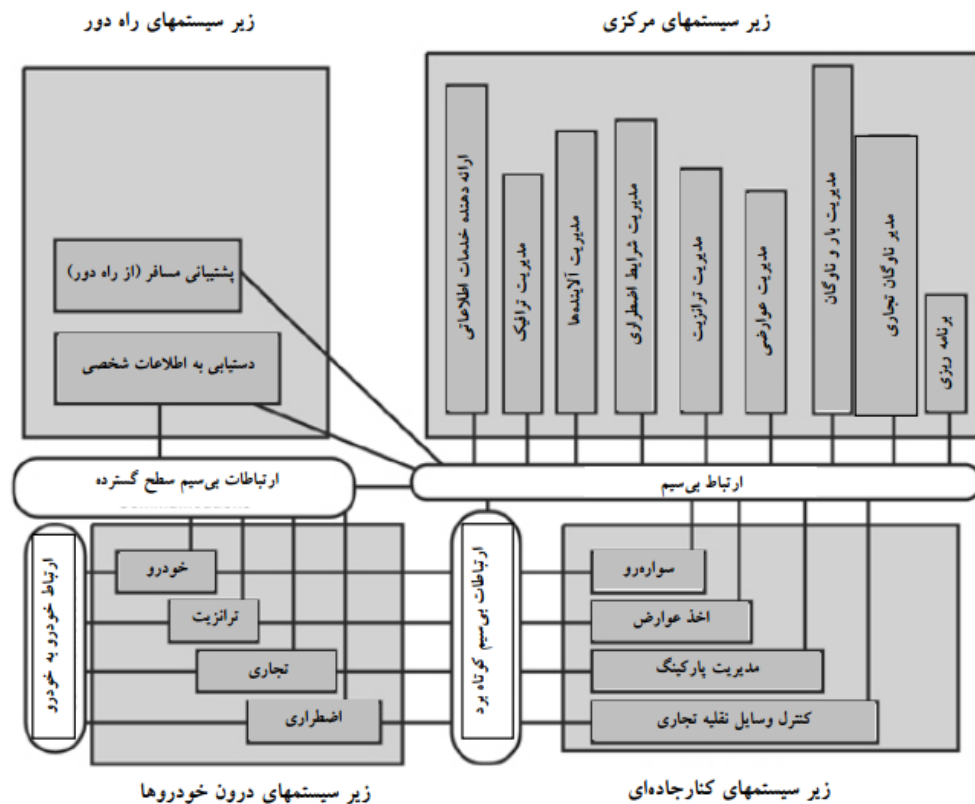 زیر سیستمهای مرکزی
زیر سیستمهای راه دور
ارائه دهنده خدمات اطلاعاتی
مدیریت ترافیک
مدیریت آلاینده‌ها
مدیریت شرایط اضطراری
مدیریت ترانزیت
مدیریت عوارضی
مدیریت بار و ناوگان
مدیر ناوگان تجاری
برنامه ریزی
پشتیبانی مسافر (از راه دور)
دستیابی به اطلاعات شخصی
ارتباط بی‌سیم
ارتباطات بی‌سیم سطح گسترده
سواره‌رو
اخذ عوارض
مدیریت پارکینگ
کنترل وسایل نقلیه تجاری
ارتباطات بی‌سیم کوتاه برد
خودرو
ترانزیت
تجاری
اضطراری
ارتباط خودرو به خودرو
زیر سیستمهای کنارجاده‌ای
زیر سیستمهای درون خودروها